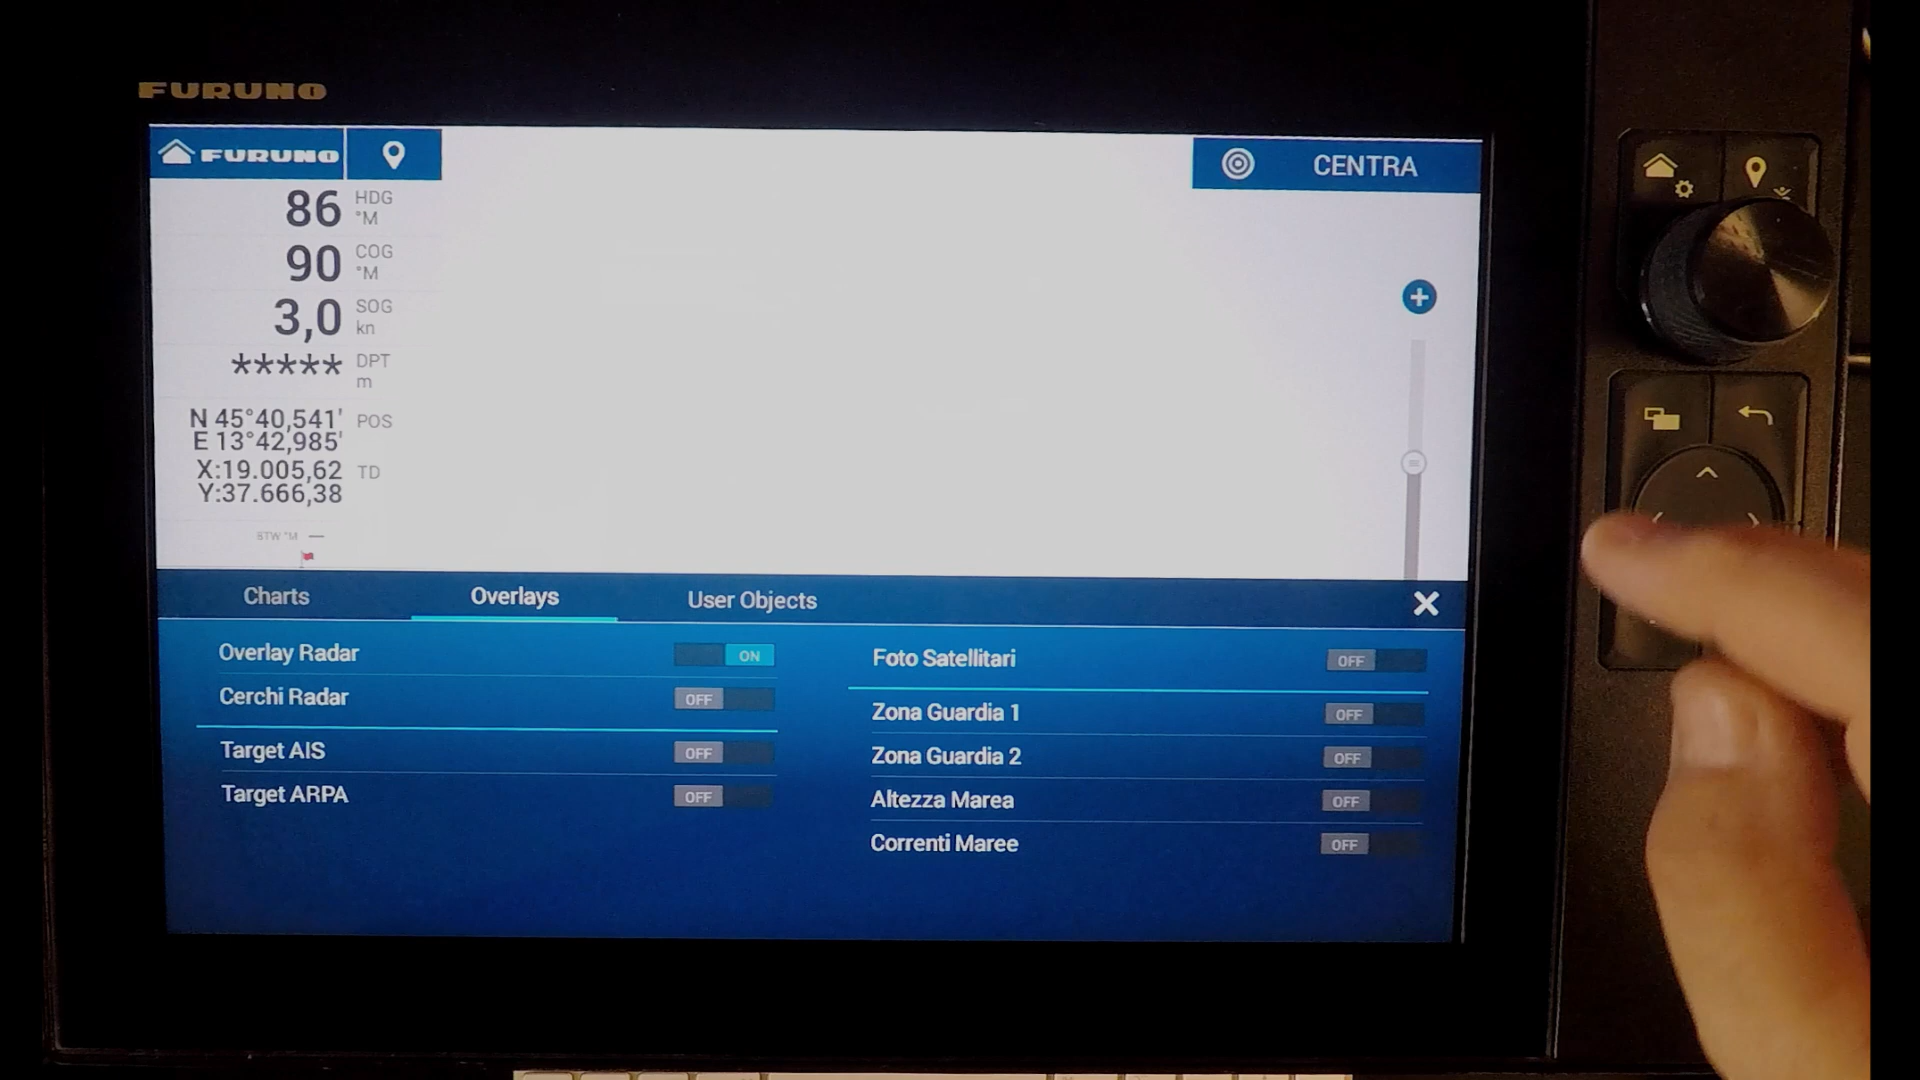 FURUNO
FURUNO
CENTRA
86 HDG °M
90 COG °M
3,0 SOG kn
***** DPT m
N 45°40,541' POS
E 13°42,985'
X:19.005,62 TD
Y:37.666,38
BTW °M —
Charts Overlays User Objects
Overlay Radar ON
Cerchi Radar OFF
Target AIS OFF
Target ARPA OFF
Foto Satellitari OFF
Zona Guardia 1 OFF
Zona Guardia 2 OFF
Altezza Marea OFF
Correnti Maree OFF